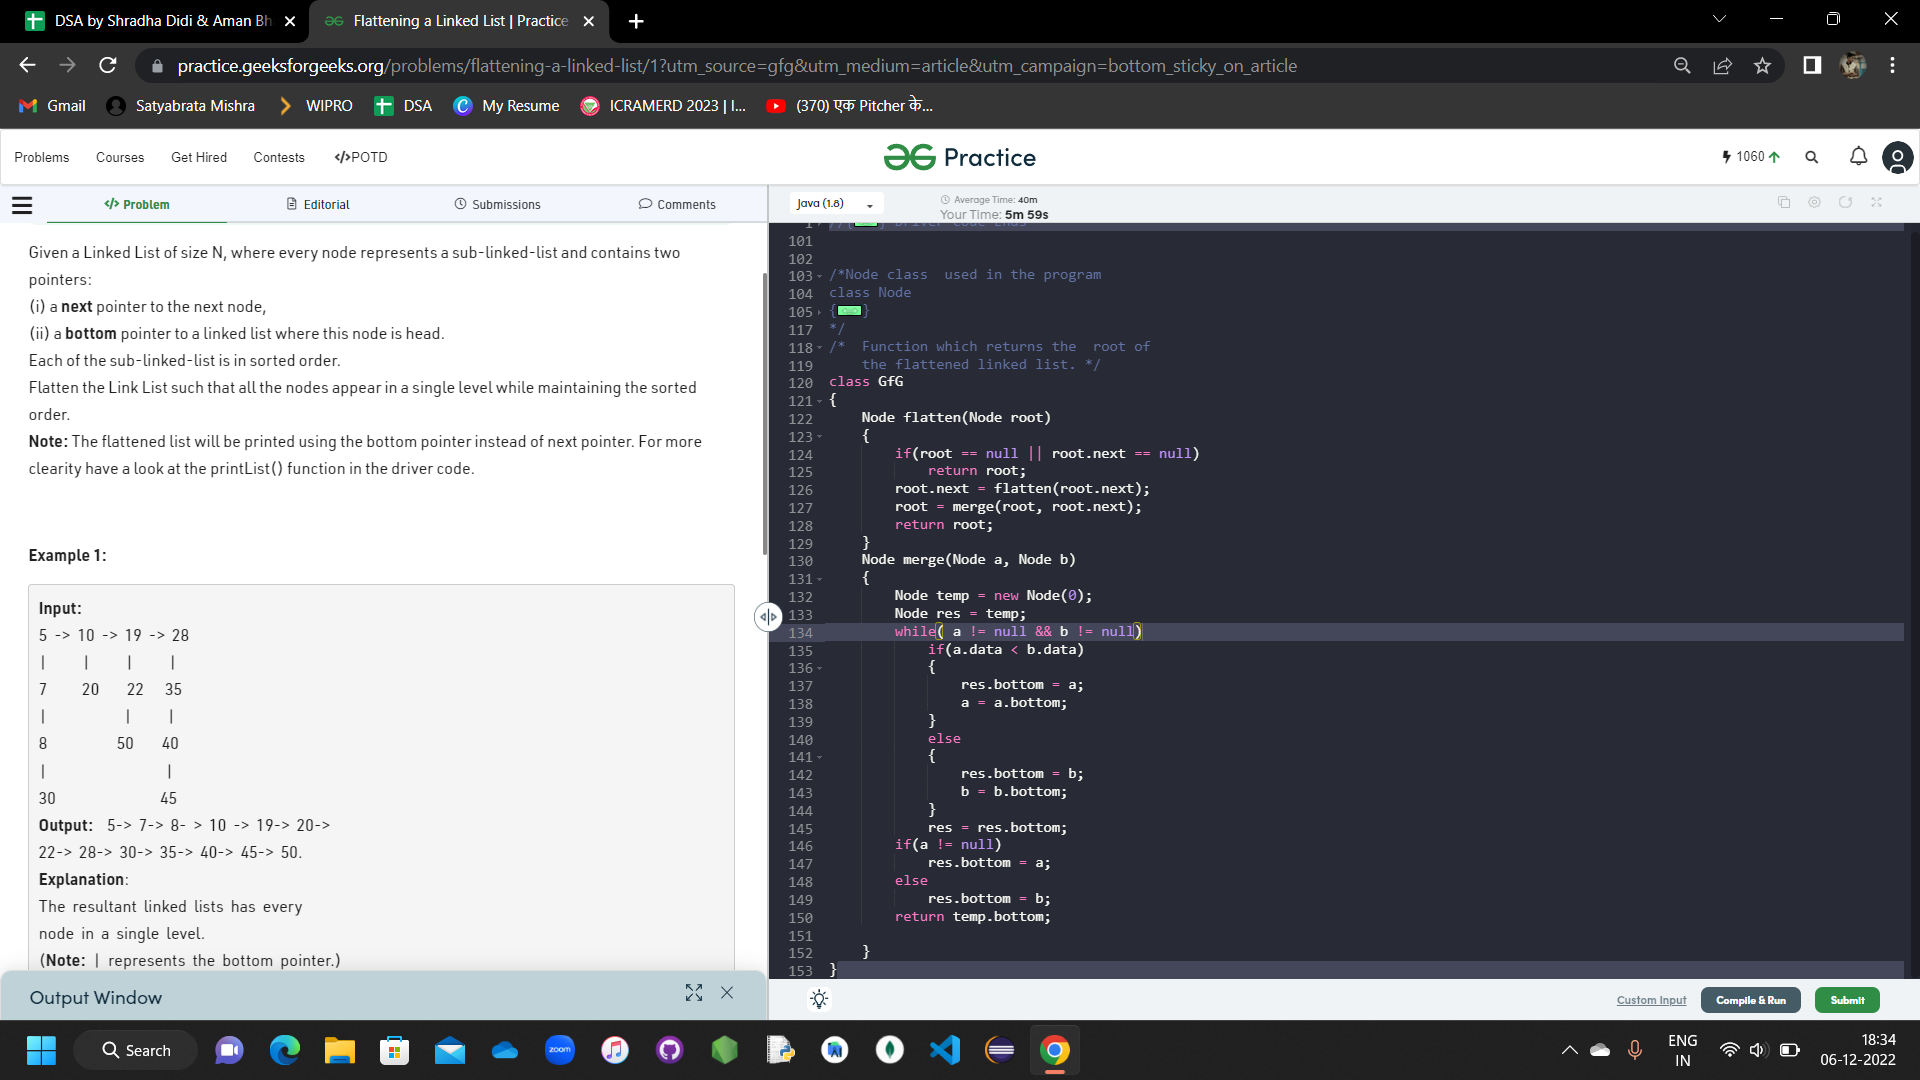 DSA by Shradha Didi & Aman Bh
Flattening a Linked List | Practice
practice.geeksforgeeks.org/problems/flattening-a-linked-list/1?utm_source=gfg&utm_medium=article&utm_campaign=bottom_sticky_on_article
Gmail Satyabrata Mishra WIPRO DSA My Resume ICRAMERD 2023 | I... (370) एक Pitcher के...
Problems Courses Get Hired Contests </>POTD Practice 1060
</> Problem Editorial Submissions Comments
Java (1.8) Average Time: 40m
Your Time: 5m 59s
Given a Linked List of size N, where every node represents a sub-linked-list and contains two
pointers:
(i) a next pointer to the next node,
(ii) a bottom pointer to a linked list where this node is head.
Each of the sub-linked-list is in sorted order.
Flatten the Link List such that all the nodes appear in a single level while maintaining the sorted
order.
Note: The flattened list will be printed using the bottom pointer instead of next pointer. For more
clearity have a look at the printList() function in the driver code.
Example 1:
Input:
5 -> 10 -> 19 -> 28
| | | |
7 20 22 35
| | |
8 50 40
| |
30 45
Output: 5-> 7-> 8- > 10 -> 19-> 20->
22-> 28-> 30-> 35-> 40-> 45-> 50.
Explanation:
The resultant linked lists has every
node in a single level.
(Note: | represents the bottom pointer.)
Output Window
101
102
103 /*Node class  used in the program
104 class Node
105 {}
117 */
118 /*  Function which returns the  root of
119     the flattened linked list. */
120 class GfG
121 {
122     Node flatten(Node root)
123     {
124         if(root == null || root.next == null)
125             return root;
126         root.next = flatten(root.next);
127         root = merge(root, root.next);
128         return root;
129     }
130     Node merge(Node a, Node b)
131     {
132         Node temp = new Node(0);
133         Node res = temp;
134         while( a != null && b != null)
135             if(a.data < b.data)
136             {
137                 res.bottom = a;
138                 a = a.bottom;
139             }
140             else
141             {
142                 res.bottom = b;
143                 b = b.bottom;
144             }
145             res = res.bottom;
146         if(a != null)
147             res.bottom = a;
148         else
149             res.bottom = b;
150         return temp.bottom;
151
152     }
153 }
Custom Input Compile & Run Submit
Search
zoom
ENG
IN
18:34
06-12-2022